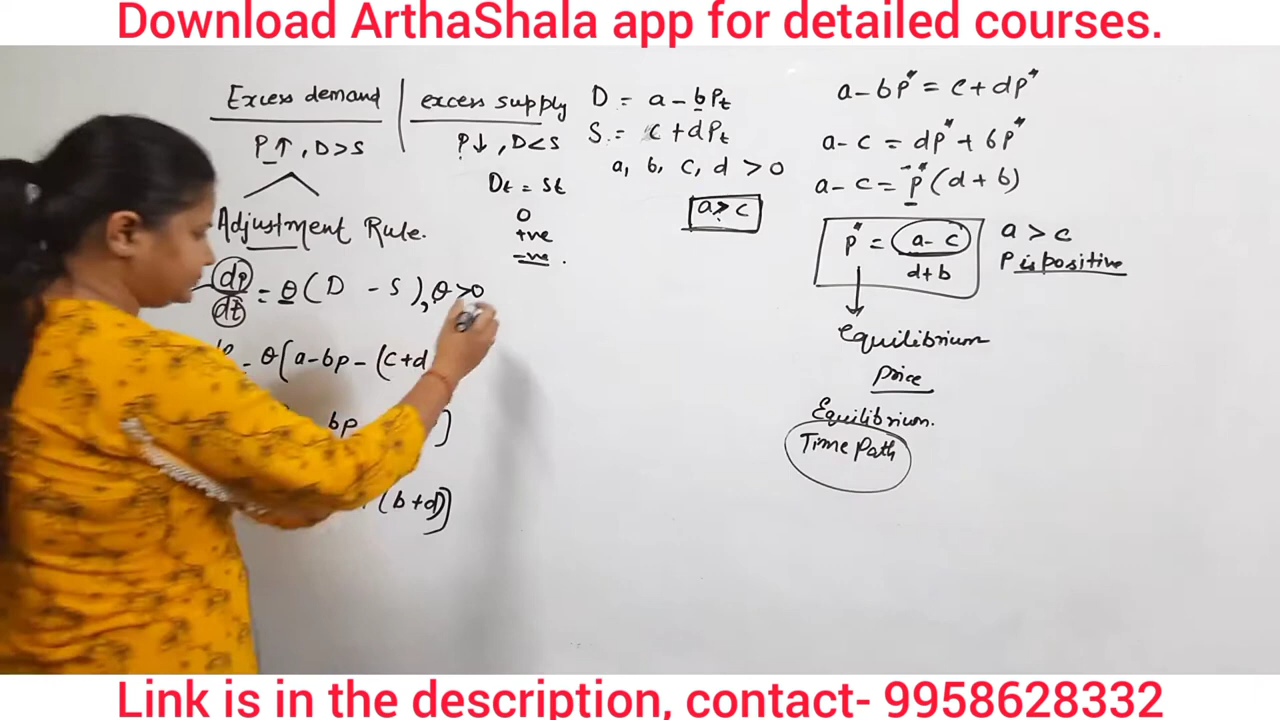 Download ArthaShala app for detailed courses.
Excess demand | excess supply
P↑, D>S
P↓, D<S
Adjustment Rule.
Dt = St
0
+ve
-ve.
dp/dt = θ(D - S), θ>0
θ[a-bp-(c+d
bp
(b+d)]
D = a - bPt
S = c + dPt
a, b, c, d > 0
a > c
a - bp* = c + dp*
a - c = dp* + bp*
a - c = p*(d + b)
p* = a - c / d+b
a > c
P is positive
Equilibrium
Price
Equilibrium.
Time Path
Link is in the description, contact- 9958628332